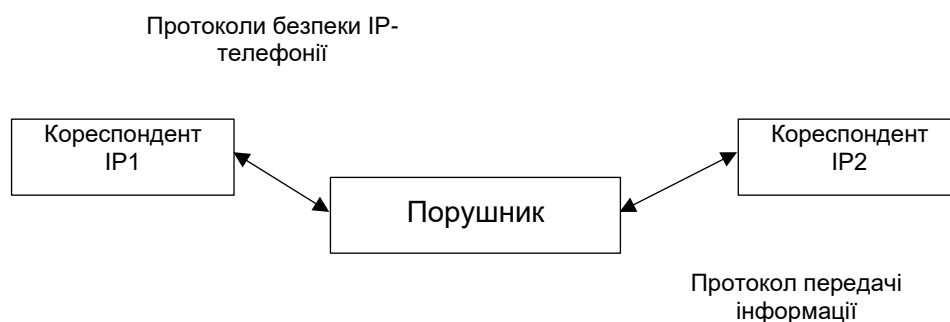 Протоколи безпеки IP-
телефонії
Кореспондент
IP1
Кореспондент
IP2
Порушник
Протокол передачі
інформації